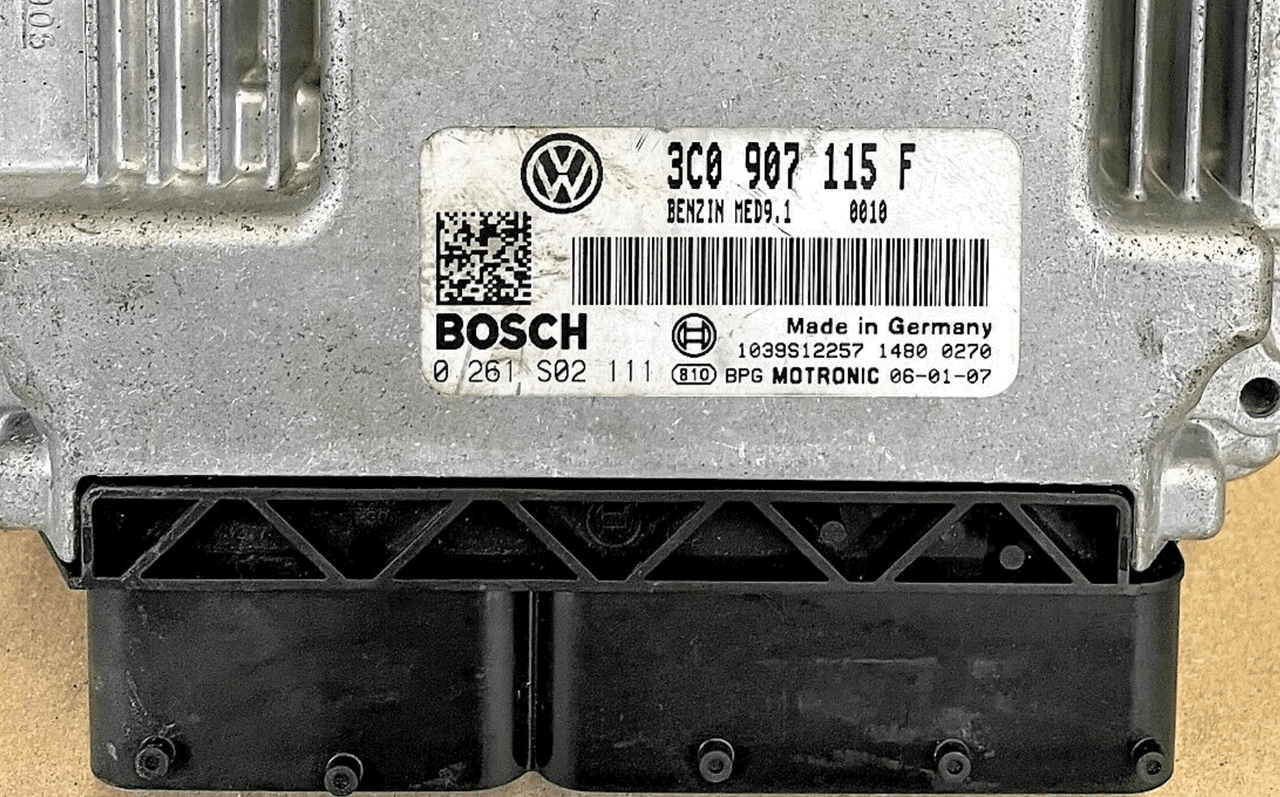 3C0 907 115 F
BENZIN MED9.1 0010
BOSCH
Made in Germany
1039S12257 1480 0270
0 261 S02 111 810 BPG MOTRONIC 06-01-07